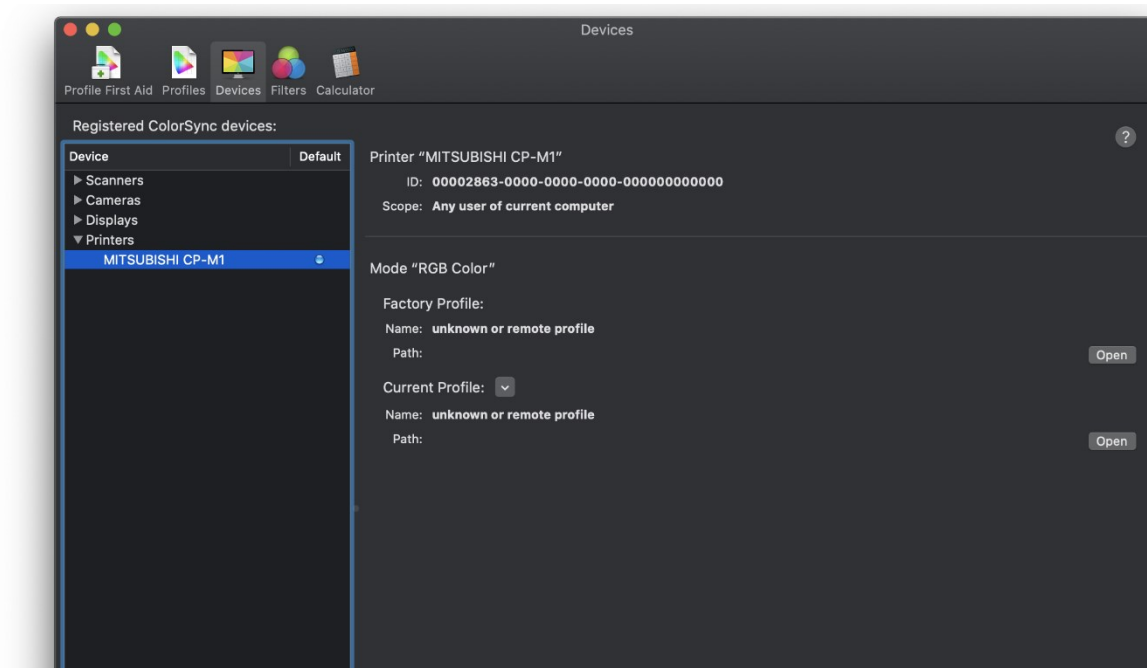 Devices
Profile First Aid Profiles Devices Filters Calculator
Registered ColorSync devices:
?
Device Default
Scanners
Cameras
Displays
Printers
MITSUBISHI CP-M1
Printer “MITSUBISHI CP-M1”
ID: 00002863-0000-0000-0000-000000000000
Scope: Any user of current computer
Mode “RGB Color”
Factory Profile:
Name: unknown or remote profile
Path:
Open
Current Profile:
Name: unknown or remote profile
Path:
Open